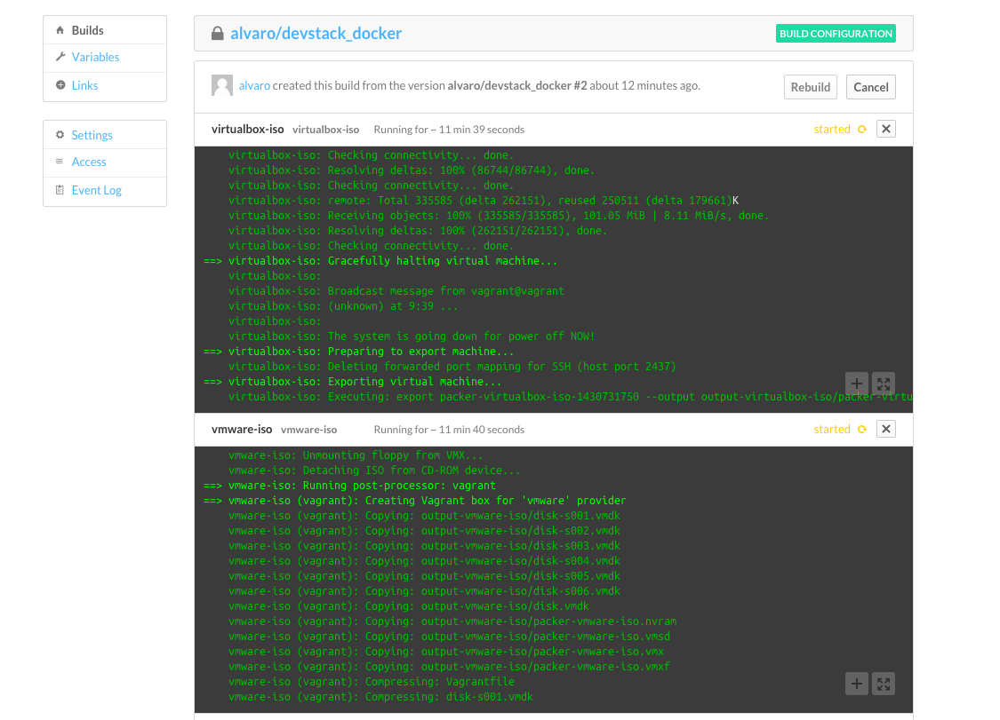 Builds
Variables
Links
Settings
Access
Event Log
alvaro/devstack_docker
BUILD CONFIGURATION
alvaro created this build from the version alvaro/devstack_docker #2 about 12 minutes ago.
Rebuild
Cancel
virtualbox-iso virtualbox-iso Running for ~ 11 min 39 seconds started
virtualbox-iso: Checking connectivity... done.
virtualbox-iso: Resolving deltas: 100% (86744/86744), done.
virtualbox-iso: Checking connectivity... done.
virtualbox-iso: remote: Total 335585 (delta 262151), reused 250511 (delta 179661)K
virtualbox-iso: Receiving objects: 100% (335585/335585), 101.05 MiB | 8.11 MiB/s, done.
virtualbox-iso: Resolving deltas: 100% (262151/262151), done.
virtualbox-iso: Checking connectivity... done.
==> virtualbox-iso: Gracefully halting virtual machine...
virtualbox-iso:
virtualbox-iso: Broadcast message from vagrant@vagrant
virtualbox-iso: (unknown) at 9:39 ...
virtualbox-iso:
virtualbox-iso: The system is going down for power off NOW!
==> virtualbox-iso: Preparing to export machine...
virtualbox-iso: Deleting forwarded port mapping for SSH (host port 2437)
==> virtualbox-iso: Exporting virtual machine...
virtualbox-iso: Executing: export packer-virtualbox-iso-1430731750 --output output-virtualbox-iso/packer-virtu
vmware-iso vmware-iso Running for ~ 11 min 40 seconds started
vmware-iso: Unmounting floppy from VMX...
vmware-iso: Detaching ISO from CD-ROM device...
==> vmware-iso: Running post-processor: vagrant
==> vmware-iso (vagrant): Creating Vagrant box for 'vmware' provider
vmware-iso (vagrant): Copying: output-vmware-iso/disk-s001.vmdk
vmware-iso (vagrant): Copying: output-vmware-iso/disk-s002.vmdk
vmware-iso (vagrant): Copying: output-vmware-iso/disk-s003.vmdk
vmware-iso (vagrant): Copying: output-vmware-iso/disk-s004.vmdk
vmware-iso (vagrant): Copying: output-vmware-iso/disk-s005.vmdk
vmware-iso (vagrant): Copying: output-vmware-iso/disk-s006.vmdk
vmware-iso (vagrant): Copying: output-vmware-iso/disk.vmdk
vmware-iso (vagrant): Copying: output-vmware-iso/packer-vmware-iso.nvram
vmware-iso (vagrant): Copying: output-vmware-iso/packer-vmware-iso.vmsd
vmware-iso (vagrant): Copying: output-vmware-iso/packer-vmware-iso.vmx
vmware-iso (vagrant): Copying: output-vmware-iso/packer-vmware-iso.vmxf
vmware-iso (vagrant): Compressing: Vagrantfile
vmware-iso (vagrant): Compressing: disk-s001.vmdk